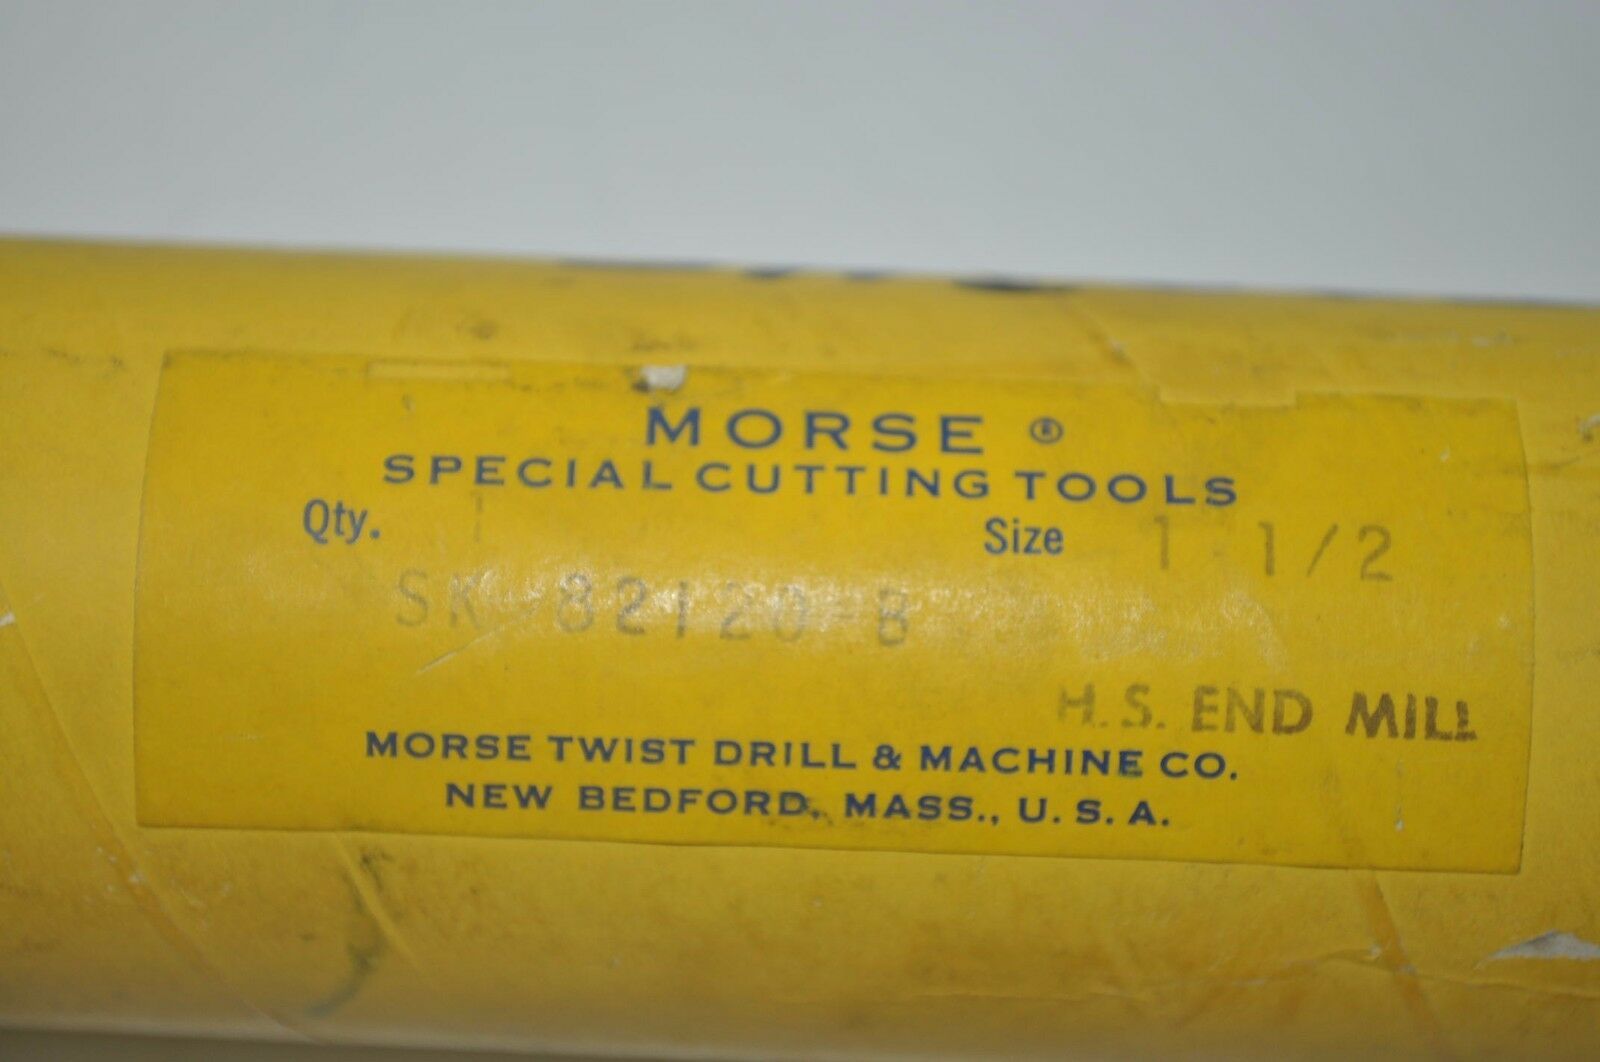 MORSE ®
SPECIAL CUTTING TOOLS
Qty. 1 Size 1 1/2
SK-82120-B
H.S. END MILL
MORSE TWIST DRILL & MACHINE CO.
NEW BEDFORD, MASS., U.S.A.